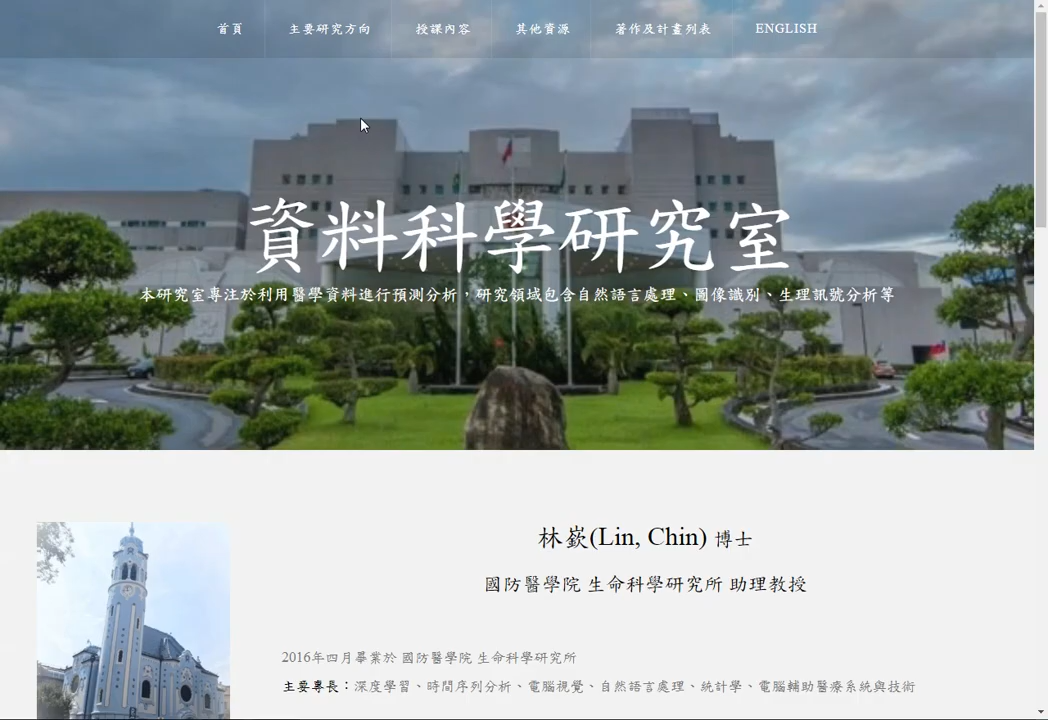 首頁 主要研究方向 授課內容 其他資源 著作及計畫列表 ENGLISH
資料科學研究室
本研究室專注於利用醫學資料進行預測分析，研究領域包含自然語言處理、圖像識別、生理訊號分析等
林嶔(Lin, Chin) 博士
國防醫學院 生命科學研究所 助理教授
2016年四月畢業於 國防醫學院 生命科學研究所
主要專長：深度學習、時間序列分析、電腦視覺、自然語言處理、統計學、電腦輔助醫療系統與技術